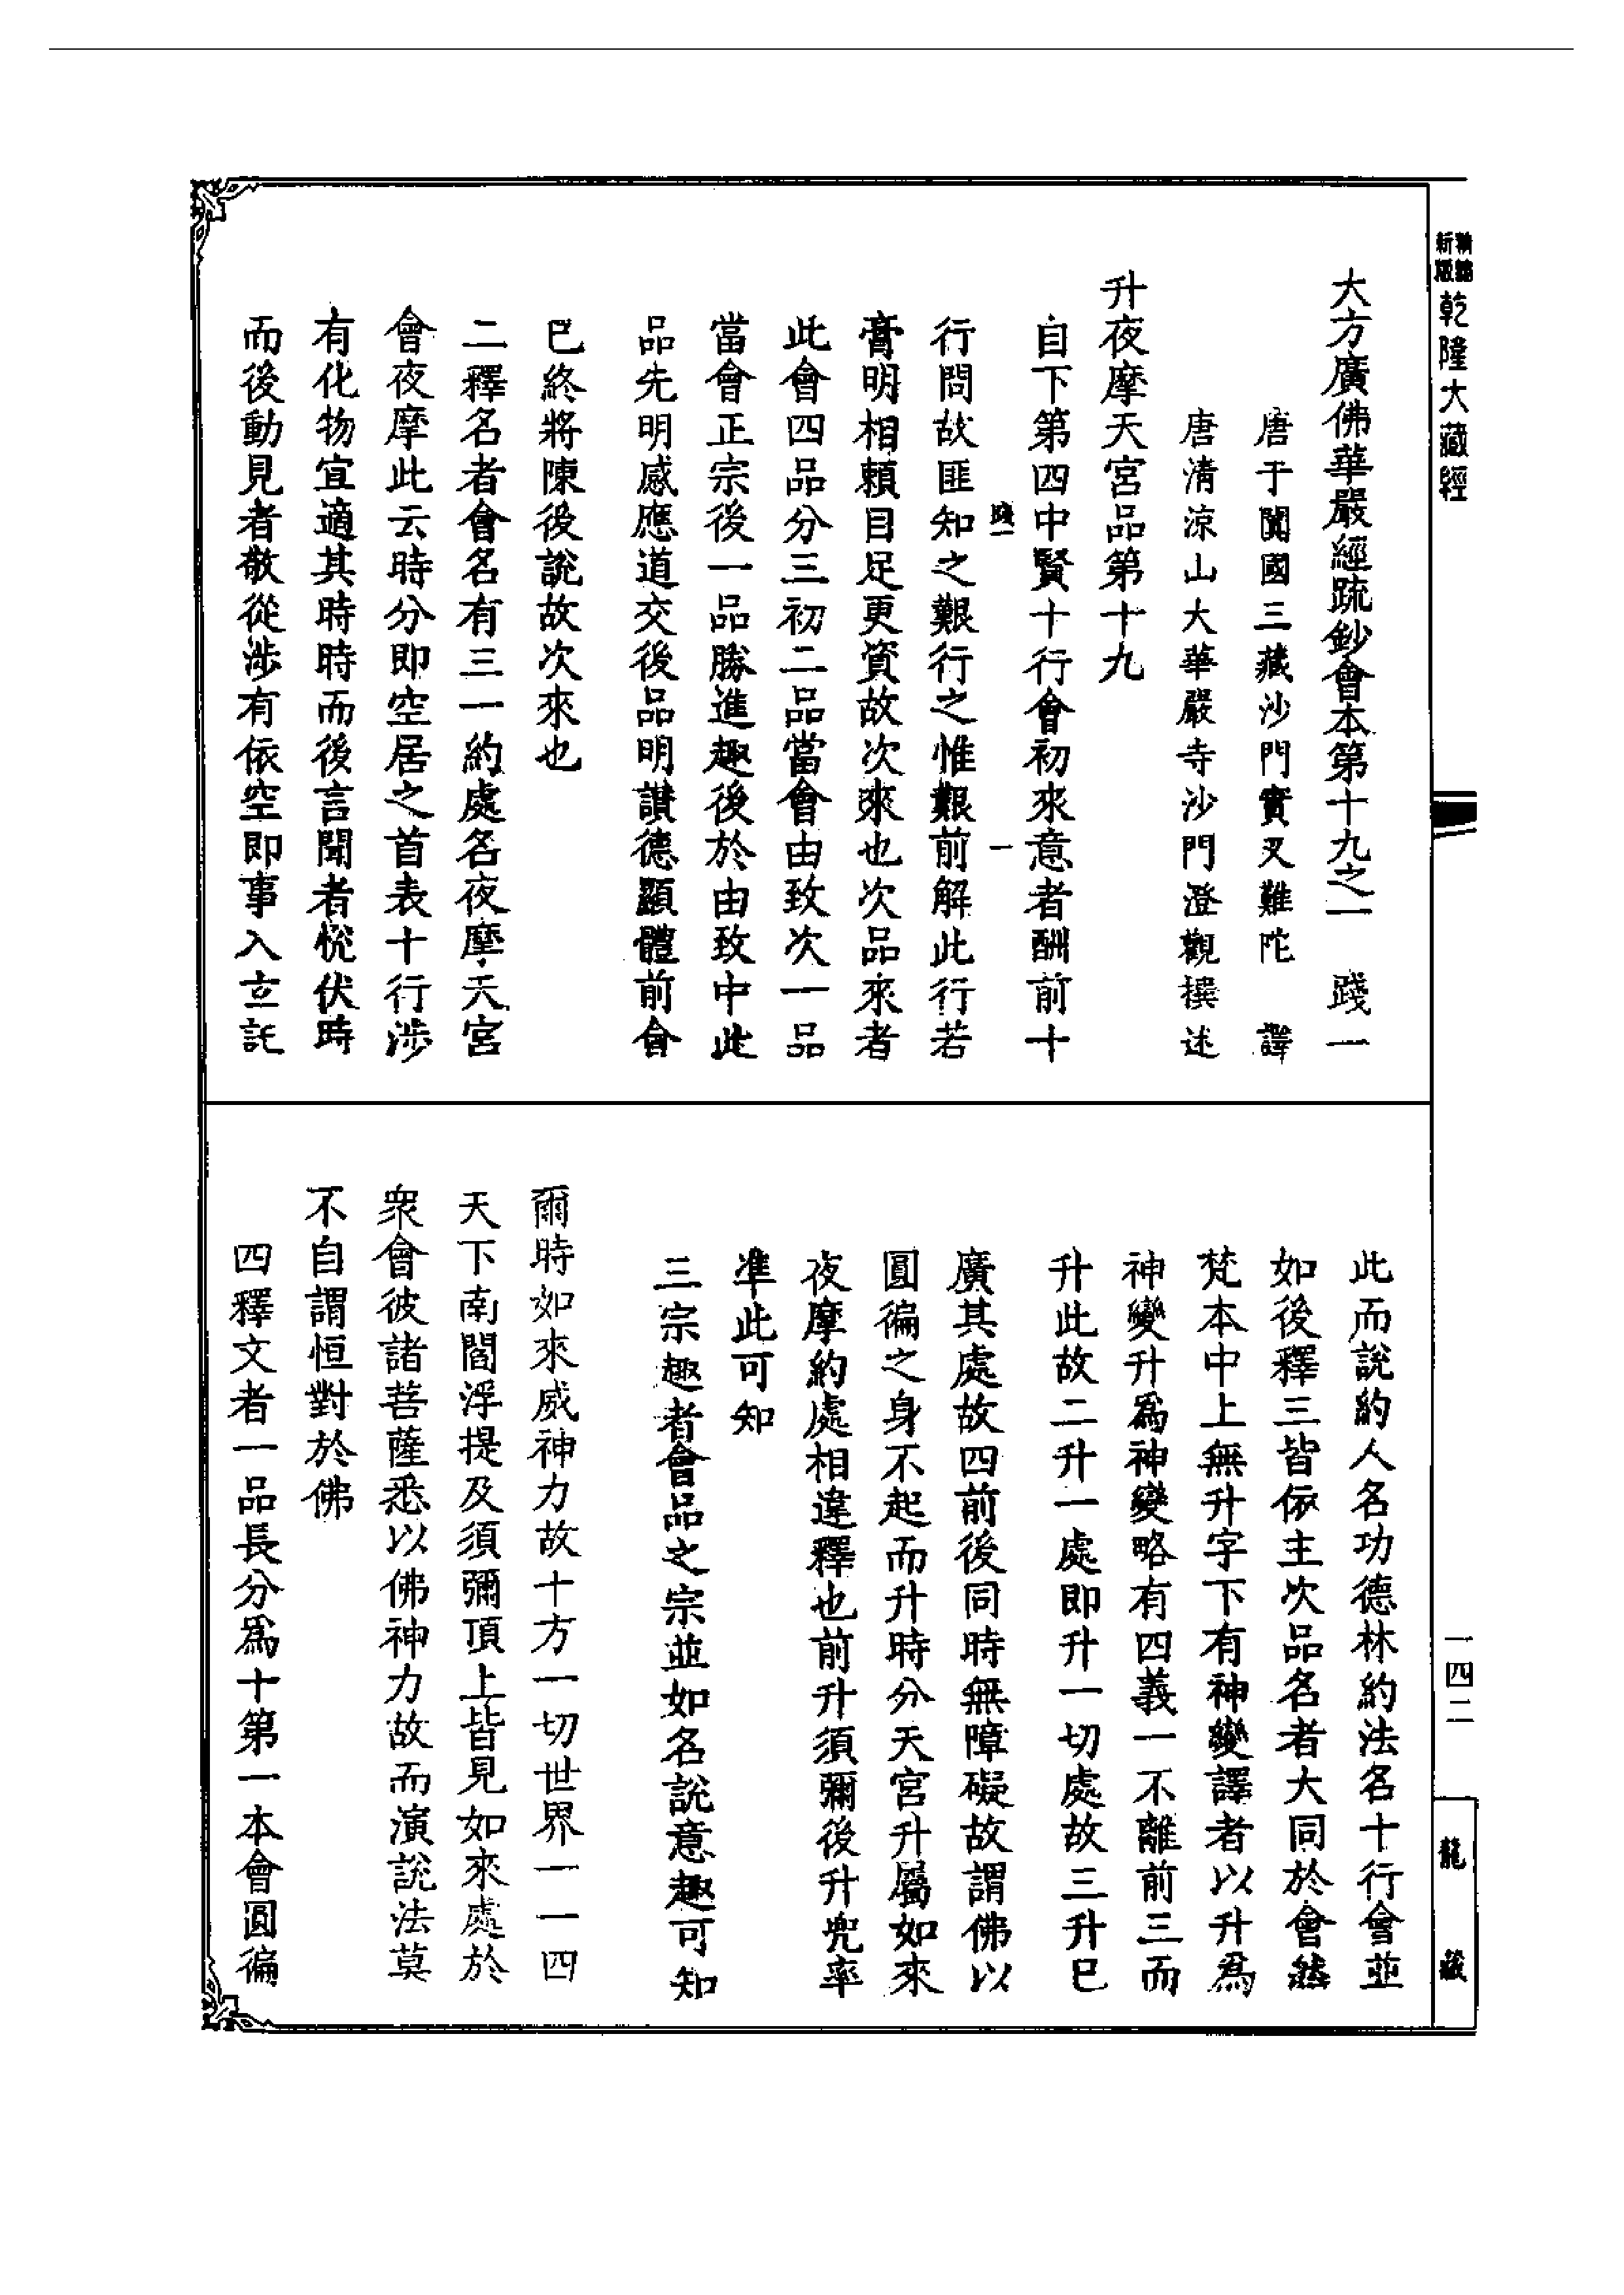 新編
縮版
乾隆大藏經
大方廣佛華嚴經疏鈔會本第十九之一　踐一
唐于闐國三藏沙門實叉難陀　譯
唐清涼山大華嚴寺沙門澄觀撰述
升夜摩天宮品第十九
自下第四中賢十行會初來意者酬前十
踐一　一
行問故匪知之艱行之惟艱前解此行若
膏明相賴目足更資故次來也次品來者
此會四品分三初二品當會由致次一品
當會正宗後一品勝進趣後於由致中此
品先明感應道交後品明讚德顯體前會
已終將陳後說故次來也
二釋名者會名有三一約處名夜摩天宮
會夜摩此云時分即空居之首表十行涉
有化物宜適其時時而後言聞者悅伏時
而後動見者敬從涉有依空即事入玄託
此而說約人名功德林約法名十行會並
如後釋三皆依主次品名者大同於會然
梵本中上無升字下有神變譯者以升為
神變升為神變略有四義一不離前三而
升此故二升一處即升一切處故三升已
廣其處故四前後同時無障礙故謂佛以
圓徧之身不起而升時分天宮升屬如來
夜摩約處相違釋也前升須彌後升兜率
準此可知
三宗趣者會品之宗並如名說意趣可知
爾時如來威神力故十方一切世界一一四
天下南閻浮提及須彌頂上皆見如來處於
衆會彼諸菩薩悉以佛神力故而演說法莫
不自謂恒對於佛
四釋文者一品長分為十第一本會圓徧
一四二
龍藏